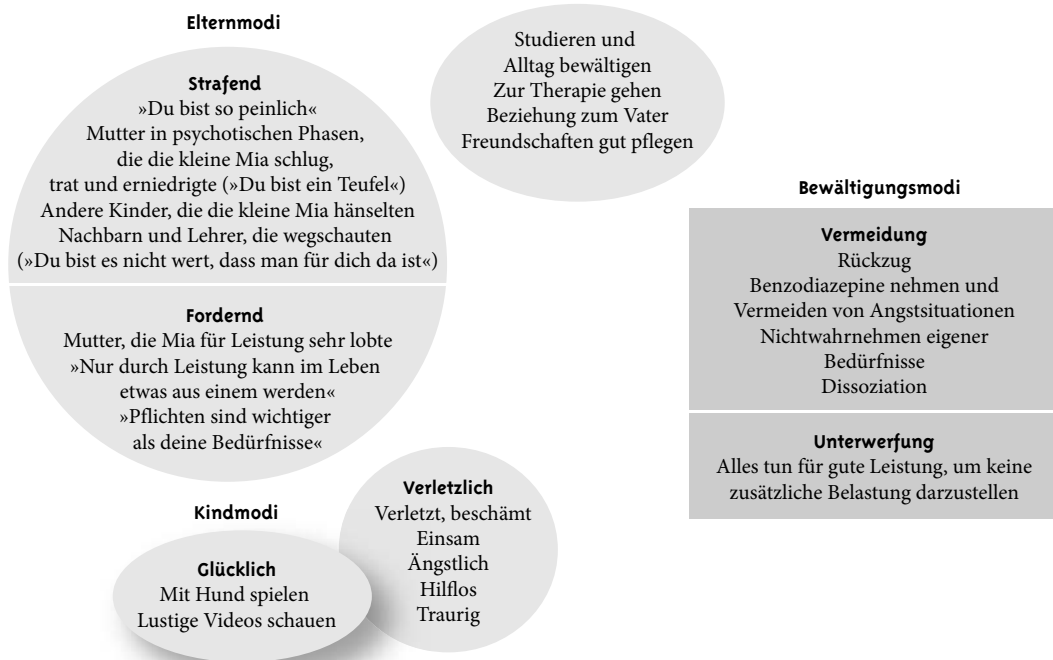 Elternmodi
Strafend
»Du bist so peinlich«
Mutter in psychotischen Phasen,
die die kleine Mia schlug,
trat und erniedrigte (»Du bist ein Teufel«)
Andere Kinder, die die kleine Mia hänselten
Nachbarn und Lehrer, die wegschauten
(»Du bist es nicht wert, dass man für dich da ist«)
Fordernd
Mutter, die Mia für Leistung sehr lobte
»Nur durch Leistung kann im Leben
etwas aus einem werden«
»Pflichten sind wichtiger
als deine Bedürfnisse«
Studieren und
Alltag bewältigen
Zur Therapie gehen
Beziehung zum Vater
Freundschaften gut pflegen
Bewältigungsmodi
Vermeidung
Rückzug
Benzodiazepine nehmen und
Vermeiden von Angstsituationen
Nichtwahrnehmen eigener
Bedürfnisse
Dissoziation
Unterwerfung
Alles tun für gute Leistung, um keine
zusätzliche Belastung darzustellen
Kindmodi
Glücklich
Mit Hund spielen
Lustige Videos schauen
Verletzlich
Verletzt, beschämt
Einsam
Ängstlich
Hilflos
Traurig